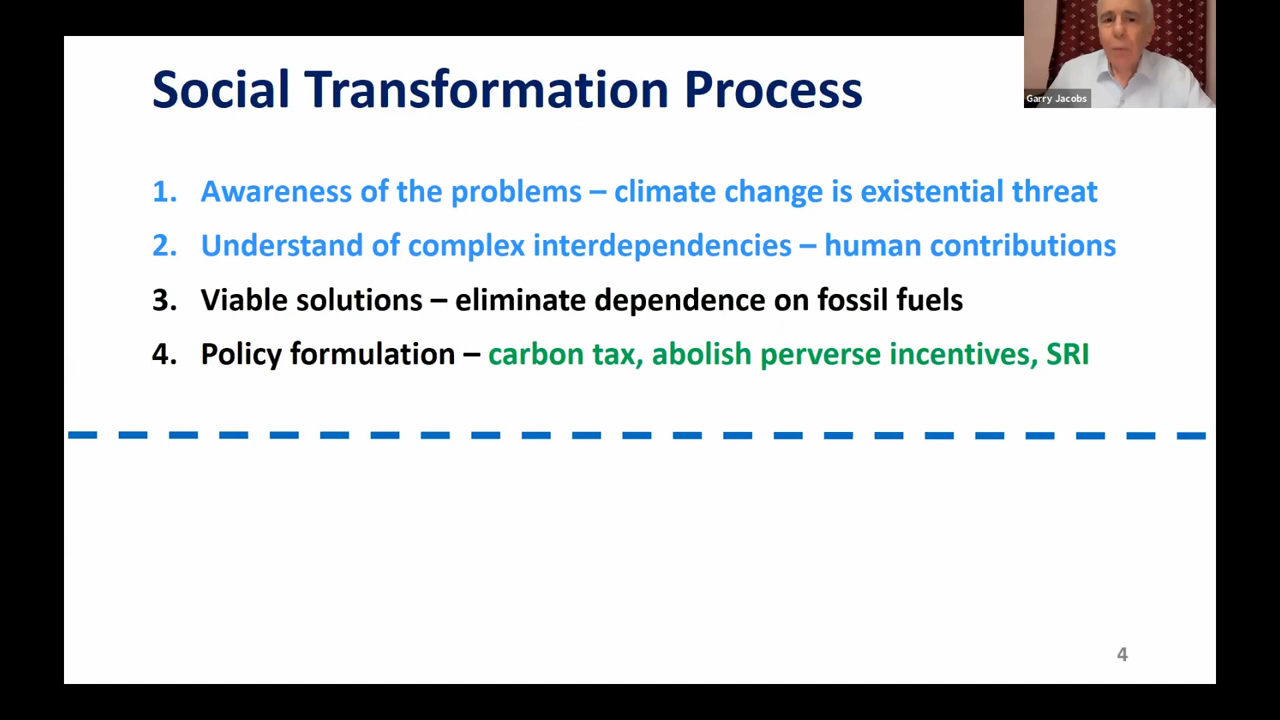 Social Transformation Process
Garry Jacobs
1. Awareness of the problems – climate change is existential threat
2. Understand of complex interdependencies – human contributions
3. Viable solutions – eliminate dependence on fossil fuels
4. Policy formulation – carbon tax, abolish perverse incentives, SRI
4